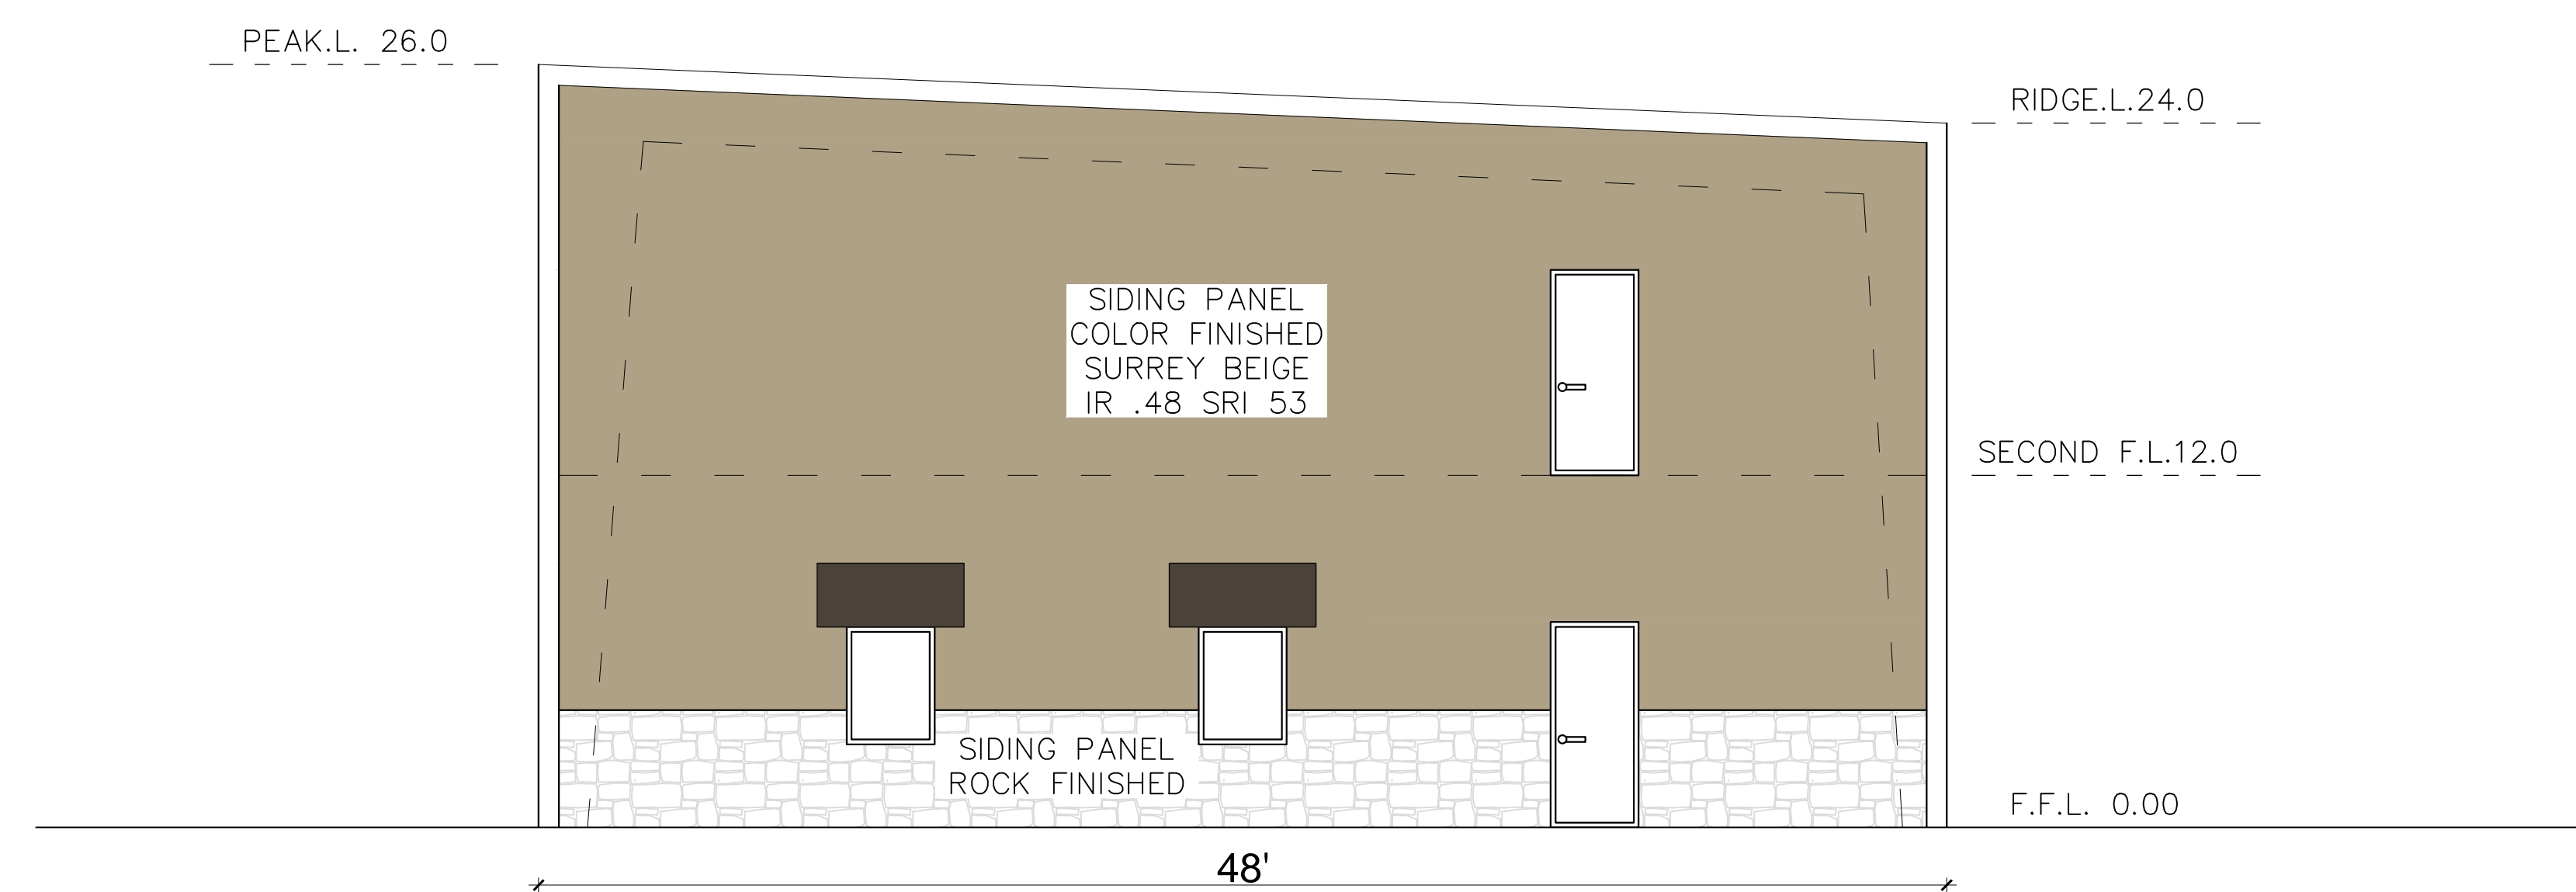 PEAK.L. 26.0
RIDGE.L.24.0
SIDING PANEL
COLOR FINISHED
SURREY BEIGE
IR .48 SRI 53
SECOND F.L.12.0
SIDING PANEL
ROCK FINISHED
F.F.L. 0.00
48'